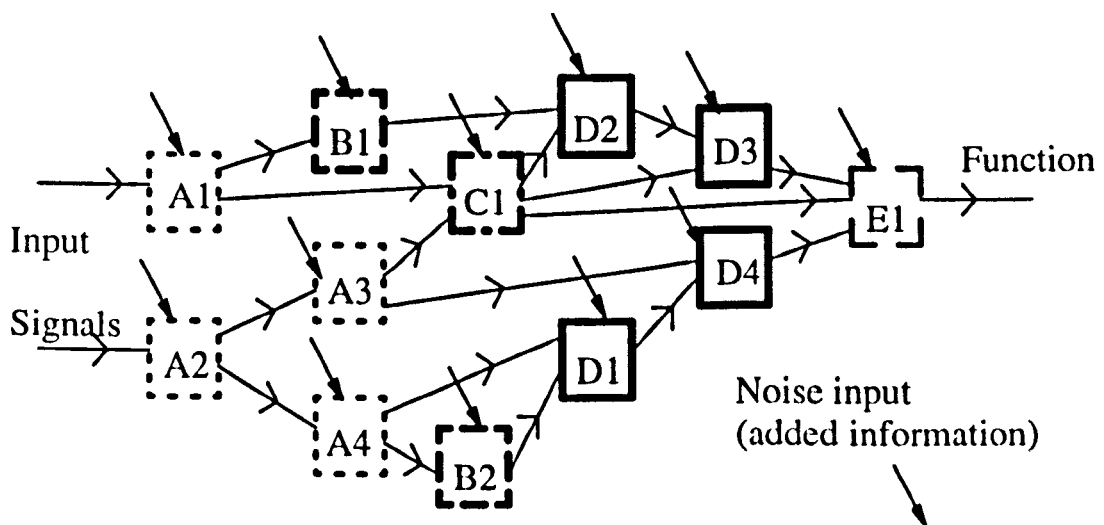 D2
B1
D3
Function
A1
C1
E1
Input
A3
D4
Signals
A2
D1
Noise input
(added information)
A4
B2